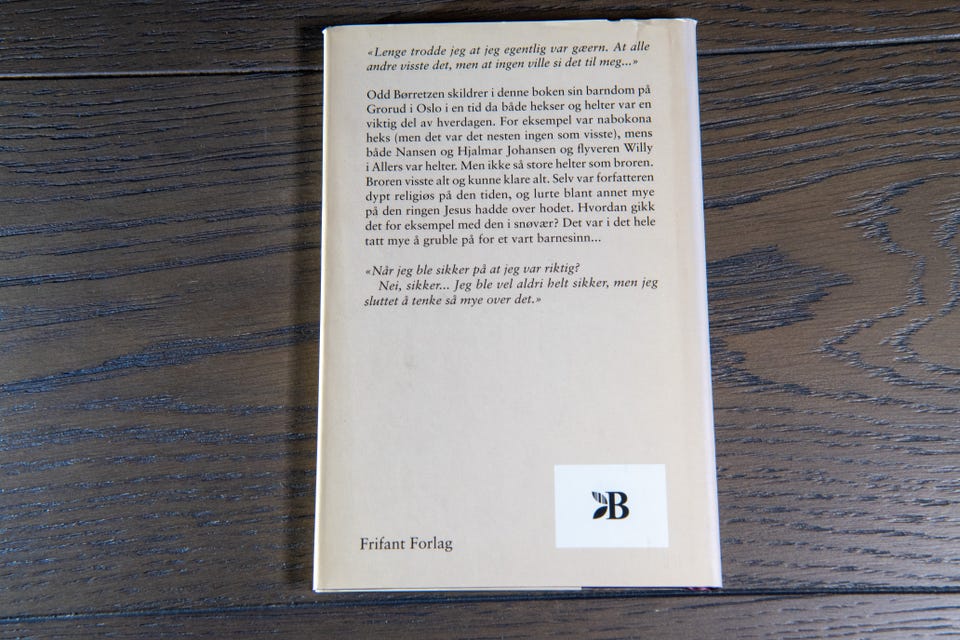 «Lenge trodde jeg at jeg egentlig var gæern. At alle
andre visste det, men at ingen ville si det til meg...»
Odd Børretzen skildrer i denne boken sin barndom på
Grorud i Oslo i en tid da både hekser og helter var en
viktig del av hverdagen. For eksempel var nabokona
heks (men det var det nesten ingen som visste), mens
både Nansen og Hjalmar Johansen og flyveren Willy
i Allers var helter. Men ikke så store helter som broren.
Broren visste alt og kunne klare alt. Selv var forfatteren
dypt religiøs på den tiden, og lurte blant annet mye
på den ringen Jesus hadde over hodet. Hvordan gikk
det for eksempel med den i snøvær? Det var i det hele
tatt mye å gruble på for et vart barnesinn...
«Når jeg ble sikker på at jeg var riktig?
Nei, sikker... Jeg ble vel aldri helt sikker, men jeg
sluttet å tenke så mye over det.»
B
Frifant Forlag